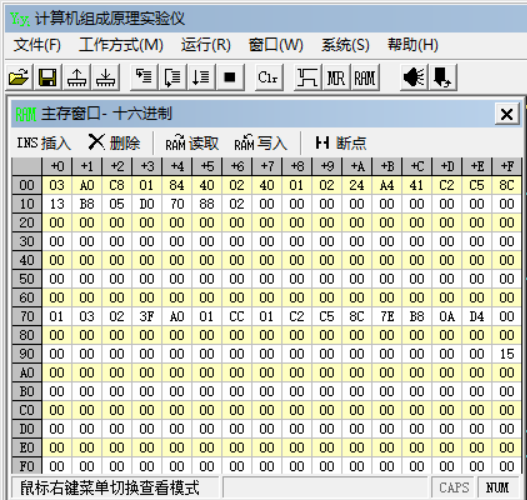 计算机组成原理实验仪
文件(F) 工作方式(M) 运行(R) 窗口(W) 系统(S) 帮助(H)
Clr MR RAM
RAM 主存窗口- 十六进制
INS 插入 删除 RAM 读取 RAM 写入 断点
+0 +1 +2 +3 +4 +5 +6 +7 +8 +9 +A +B +C +D +E +F
00 03 A0 C8 01 84 40 02 40 01 02 24 A4 41 C2 C5 8C
10 13 B8 05 D0 70 88 02 00 00 00 00 00 00 00 00 00
20 00 00 00 00 00 00 00 00 00 00 00 00 00 00 00 00
30 00 00 00 00 00 00 00 00 00 00 00 00 00 00 00 00
40 00 00 00 00 00 00 00 00 00 00 00 00 00 00 00 00
50 00 00 00 00 00 00 00 00 00 00 00 00 00 00 00 00
60 00 00 00 00 00 00 00 00 00 00 00 00 00 00 00 00
70 01 03 02 3F A0 01 CC 01 C2 C5 8C 7E B8 0A D4 00
80 00 00 00 00 00 00 00 00 00 00 00 00 00 00 00 00
90 00 00 00 00 00 00 00 00 00 00 00 00 00 00 00 15
A0 00 00 00 00 00 00 00 00 00 00 00 00 00 00 00 00
B0 00 00 00 00 00 00 00 00 00 00 00 00 00 00 00 00
C0 00 00 00 00 00 00 00 00 00 00 00 00 00 00 00 00
D0 00 00 00 00 00 00 00 00 00 00 00 00 00 00 00 00
E0 00 00 00 00 00 00 00 00 00 00 00 00 00 00 00 00
F0 00 00 00 00 00 00 00 00 00 00 00 00 00 00 00 00
鼠标右键菜单切换查看模式 CAPS NUM